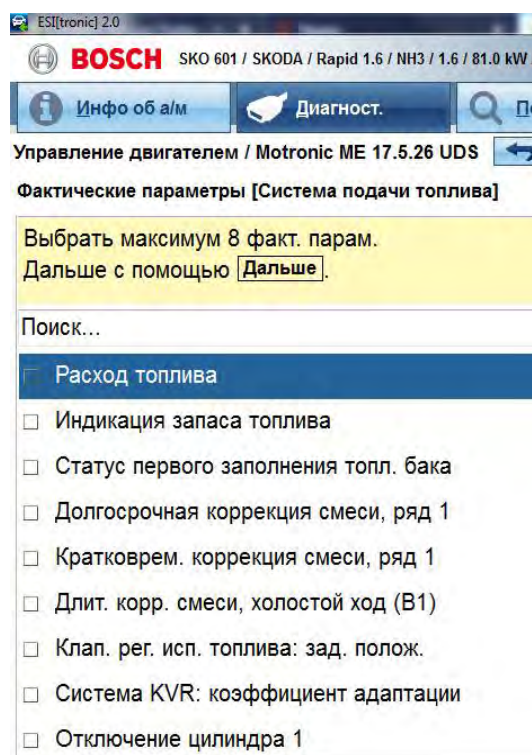 ESI[tronic] 2.0
BOSCH SKO 601 / SKODA / Rapid 1.6 / NH3 / 1.6 / 81.0 kW
Инфо об а/м Диагност.
Управление двигателем / Motronic ME 17.5.26 UDS
Фактические параметры [Система подачи топлива]
Выбрать максимум 8 факт. парам.
Дальше с помощью Дальше.
Поиск...
Расход топлива
Индикация запаса топлива
Статус первого заполнения топл. бака
Долгосрочная коррекция смеси, ряд 1
Кратковрем. коррекция смеси, ряд 1
Длит. корр. смеси, холостой ход (B1)
Клап. рег. исп. топлива: зад. полож.
Система KVR: коэффициент адаптации
Отключение цилиндра 1